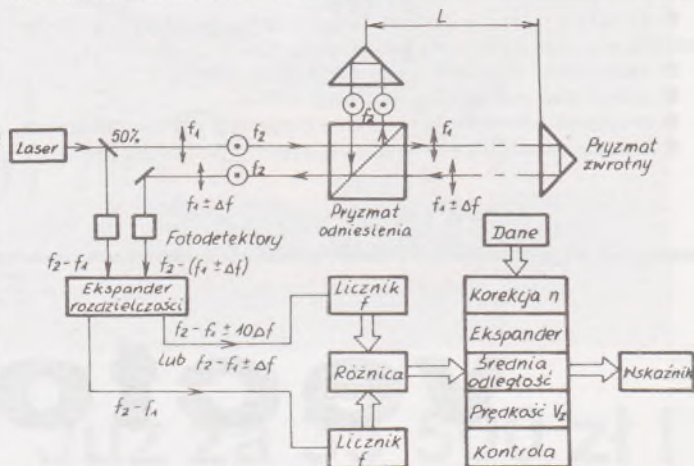 L
f₂
Laser
50%
f₁
f₂
f₁
f₂
f₁ ± Δf
f₁ ± Δf
Pryzmat
zwrotny
Pryzmat
odniesienia
Fotodetektory
f₂-f₁
f₂-(f₁ ± Δf)
Ekspander
rozdzielczości
f₂-f₁ ± 10Δf
lub f₂-f₁ ± Δf
f₂-f₁
Licznik
f
Różnica
Licznik
f
Dane
Korekcja n
Ekspander
Średnia
odległość
Prędkość V_I
Kontrola
Wskaźnik